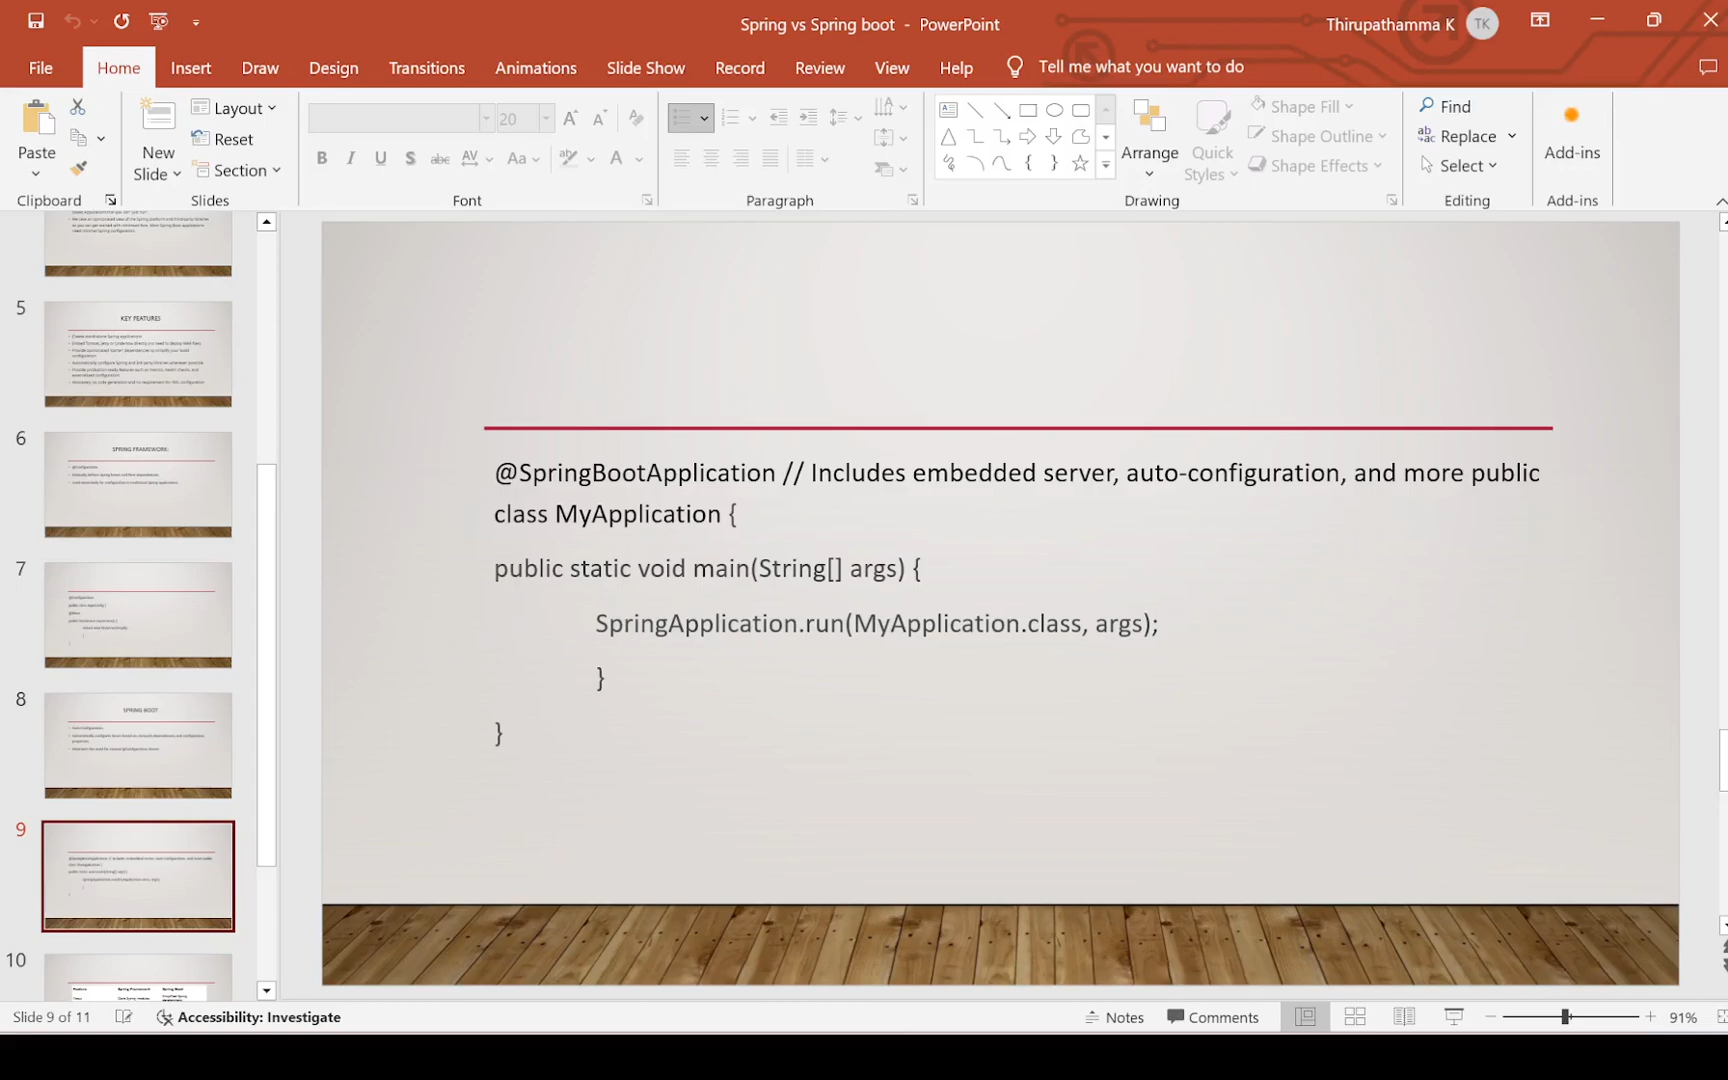 Spring vs Spring boot - PowerPoint
Thirupathamma K
TK
File
Home
Insert
Draw
Design
Transitions
Animations
Slide Show
Record
Review
View
Help
Tell me what you want to do
Paste
New
Slide
Layout
Reset
Section
20
B
I
U
S
abc
AV
Aa
A
Arrange
Quick
Styles
Shape Fill
Shape Outline
Shape Effects
Find
Replace
Select
Add-ins
Clipboard
Slides
Font
Paragraph
Drawing
Editing
Add-ins
5
KEY FEATURES
6
SPRING FRAMEWORK:
7
8
SPRING BOOT
9
10
@SpringBootApplication // Includes embedded server, auto-configuration, and more public
class MyApplication {
public static void main(String[] args) {
SpringApplication.run(MyApplication.class, args);
}
}
Slide 9 of 11
Accessibility: Investigate
Notes
Comments
91%